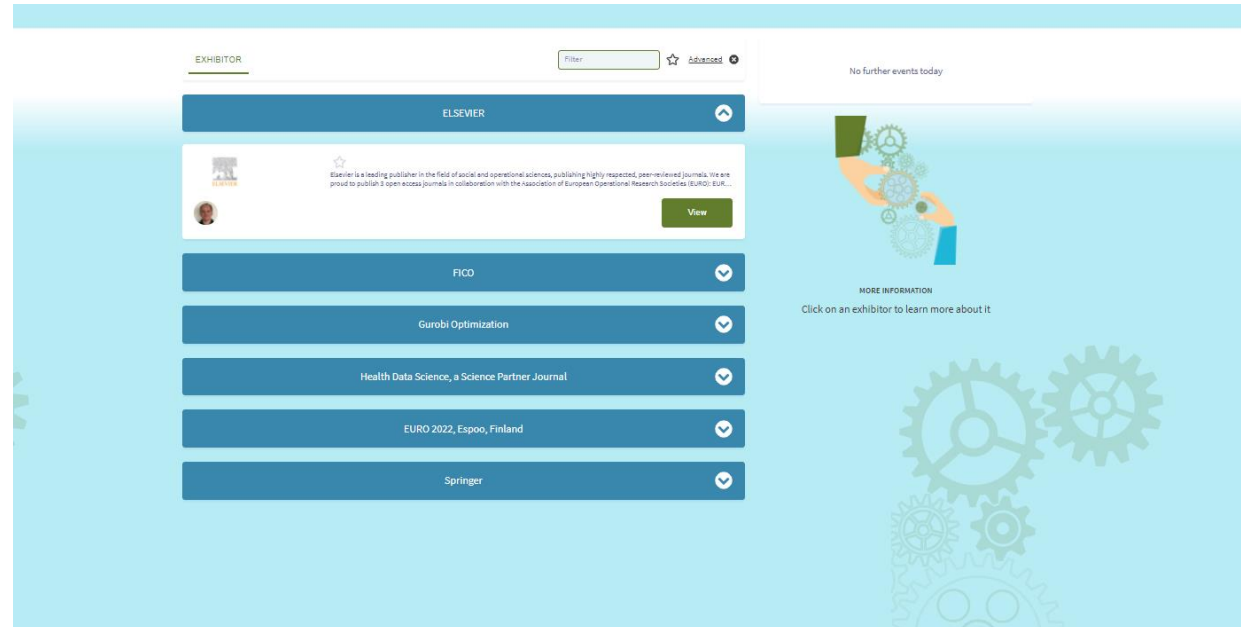 EXHIBITOR
Filter
Advanced
No further events today
ELSEVIER
ELSEVIER
Elsevier is a leading publisher in the field of social and operational sciences, publishing highly respected, peer-reviewed journals. We are
proud to publish 3 open access journals in collaboration with the Association of European Operational Research Societies (EURO): EUR...
View
FICO
MORE INFORMATION
Click on an exhibitor to learn more about it
Gurobi Optimization
Health Data Science, a Science Partner Journal
EURO 2022, Espoo, Finland
Springer